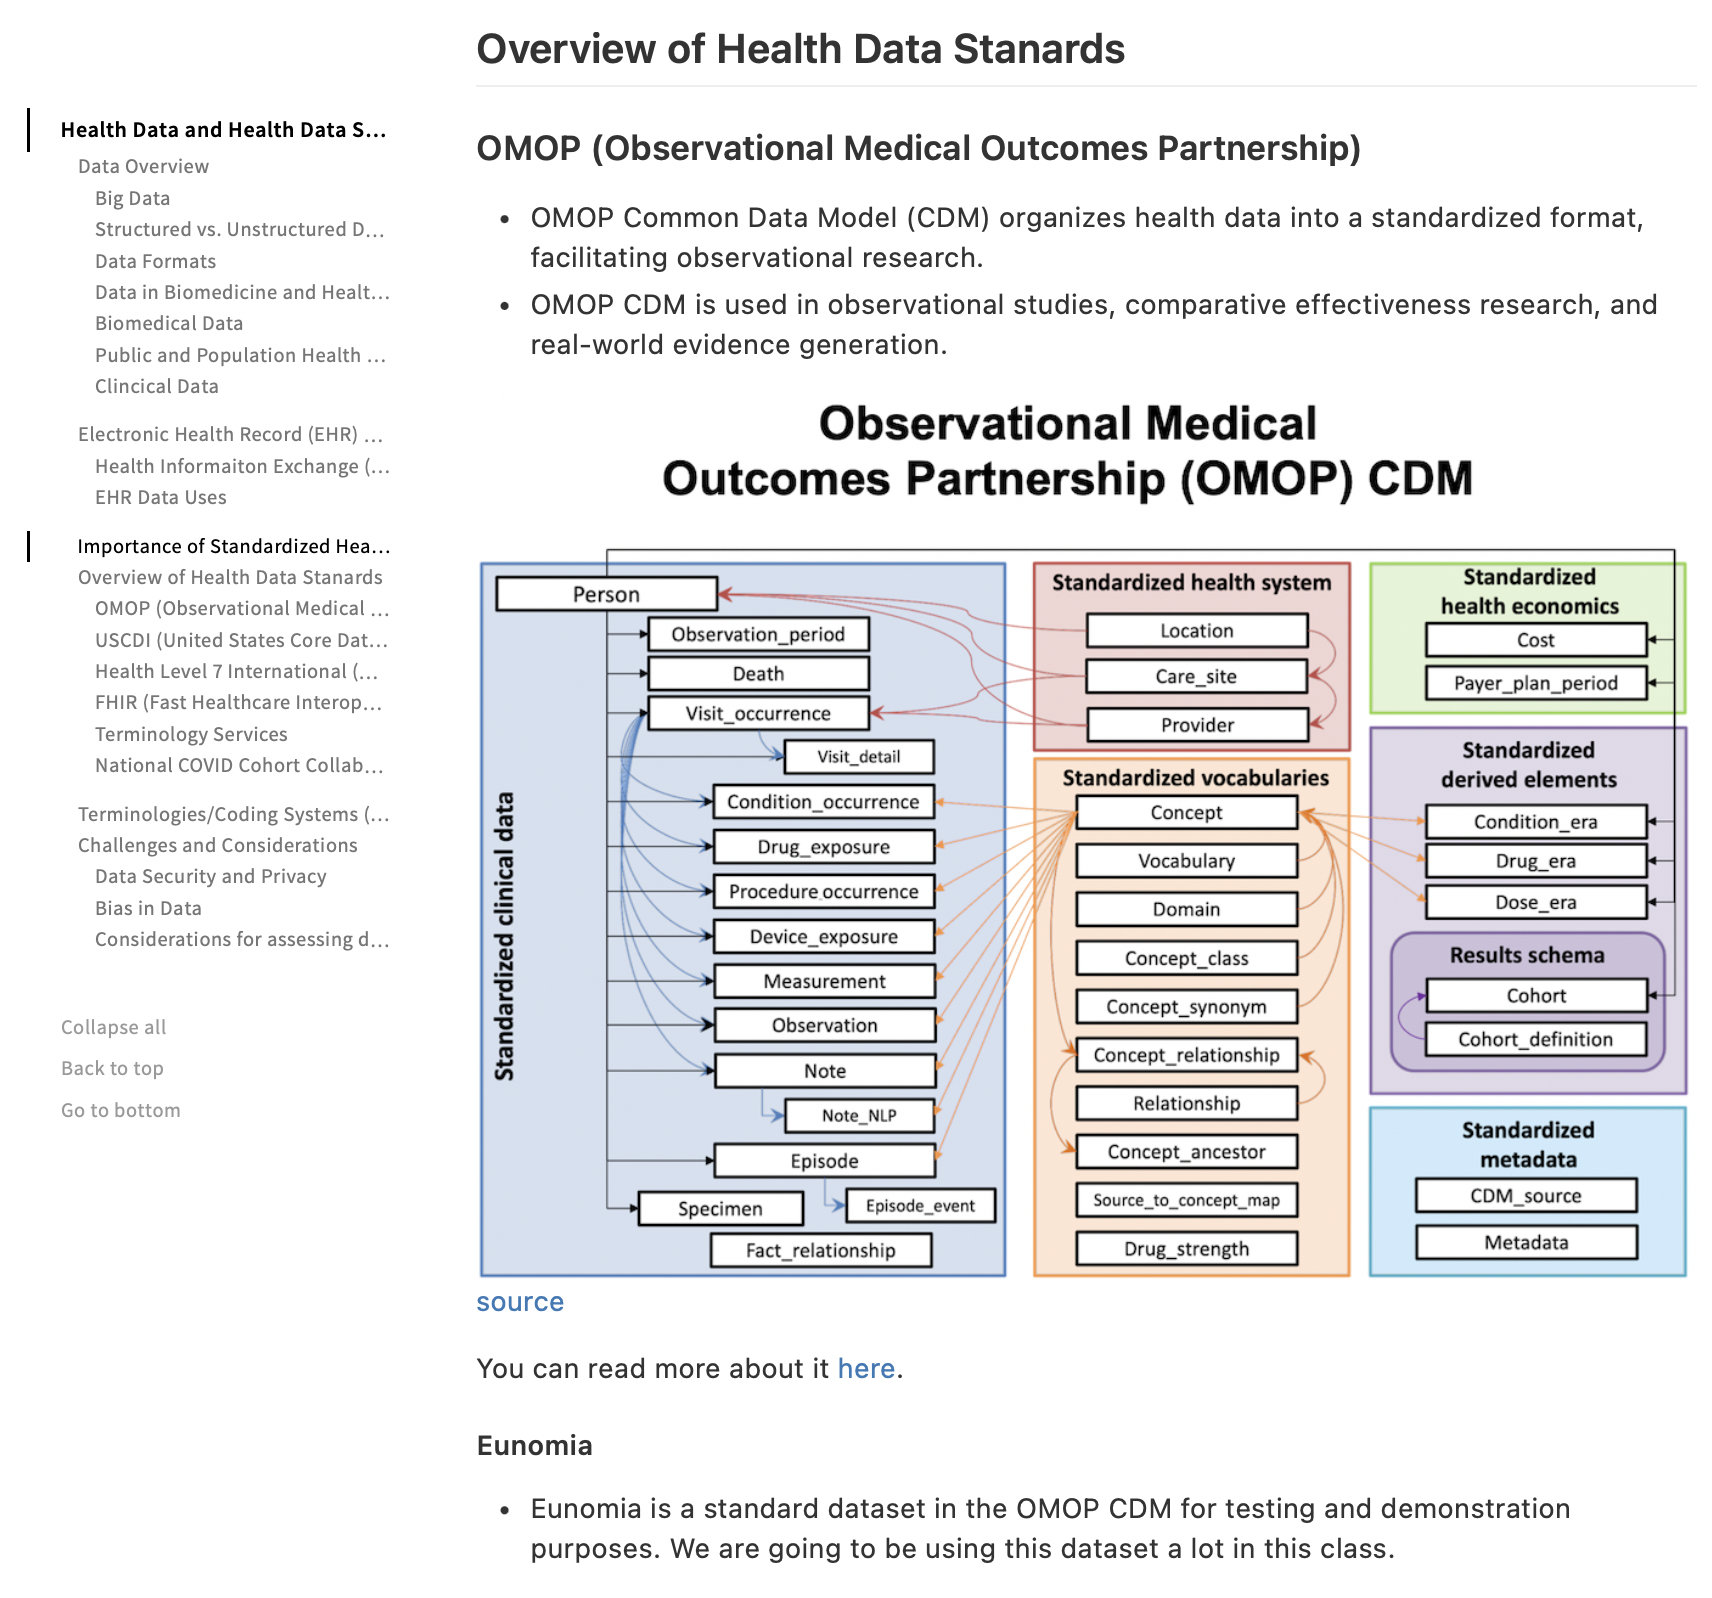 Overview of Health Data Stanards
Health Data and Health Data S...
Data Overview
Big Data
Structured vs. Unstructured D...
Data Formats
Data in Biomedicine and Healt...
Biomedical Data
Public and Population Health ...
Clincical Data
Electronic Health Record (EHR) ...
Health Informaiton Exchange (...
EHR Data Uses
Importance of Standardized Hea...
Overview of Health Data Stanards
OMOP (Observational Medical ...
USCDI (United States Core Dat...
Health Level 7 International (...
FHIR (Fast Healthcare Interop...
Terminology Services
National COVID Cohort Collab...
Terminologies/Coding Systems (...
Challenges and Considerations
Data Security and Privacy
Bias in Data
Considerations for assessing d...
Collapse all
Back to top
Go to bottom
OMOP (Observational Medical Outcomes Partnership)
• OMOP Common Data Model (CDM) organizes health data into a standardized format,
facilitating observational research.
• OMOP CDM is used in observational studies, comparative effectiveness research, and
real-world evidence generation.
Observational Medical
Outcomes Partnership (OMOP) CDM
Standardized clinical data
Person
Observation_period
Death
Visit_occurrence
Visit_detail
Condition_occurrence
Drug_exposure
Procedure_occurrence
Device_exposure
Measurement
Observation
Note
Note_NLP
Episode
Specimen
Episode_event
Fact_relationship
Standardized health system
Location
Care_site
Provider
Standardized vocabularies
Concept
Vocabulary
Domain
Concept_class
Concept_synonym
Concept_relationship
Relationship
Concept_ancestor
Source_to_concept_map
Drug_strength
Standardized
health economics
Cost
Payer_plan_period
Standardized
derived elements
Condition_era
Drug_era
Dose_era
Results schema
Cohort
Cohort_definition
Standardized
metadata
CDM_source
Metadata
source
You can read more about it here.
Eunomia
• Eunomia is a standard dataset in the OMOP CDM for testing and demonstration
purposes. We are going to be using this dataset a lot in this class.